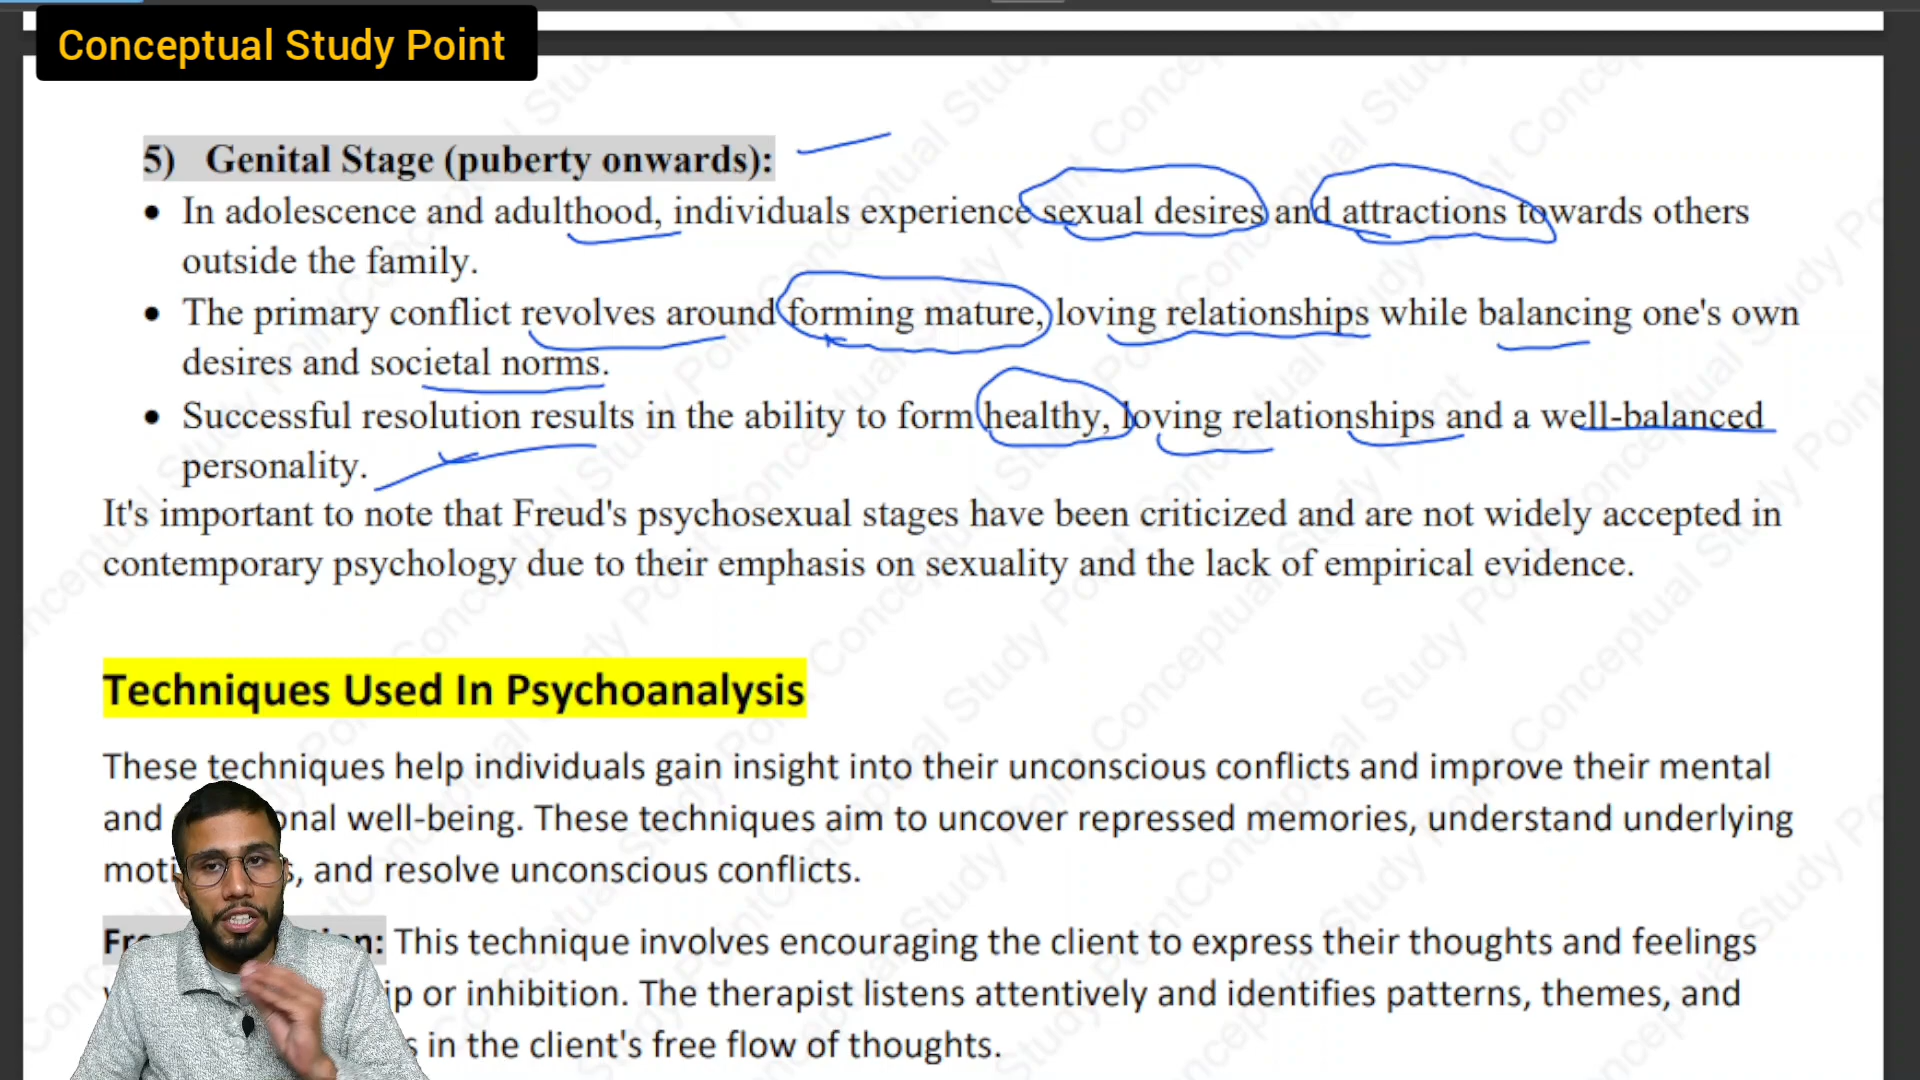 Conceptual Study Point
5) Genital Stage (puberty onwards):
• In adolescence and adulthood, individuals experience sexual desires and attractions towards others
outside the family.
• The primary conflict revolves around forming mature, loving relationships while balancing one's own
desires and societal norms.
• Successful resolution results in the ability to form healthy, loving relationships and a well-balanced
personality.
It's important to note that Freud's psychosexual stages have been criticized and are not widely accepted in
contemporary psychology due to their emphasis on sexuality and the lack of empirical evidence.
Techniques Used In Psychoanalysis
These techniques help individuals gain insight into their unconscious conflicts and improve their mental
and well-being. These techniques aim to uncover repressed memories, understand underlying
and resolve unconscious conflicts.
This technique involves encouraging the client to express their thoughts and feelings
or inhibition. The therapist listens attentively and identifies patterns, themes, and
in the client's free flow of thoughts.